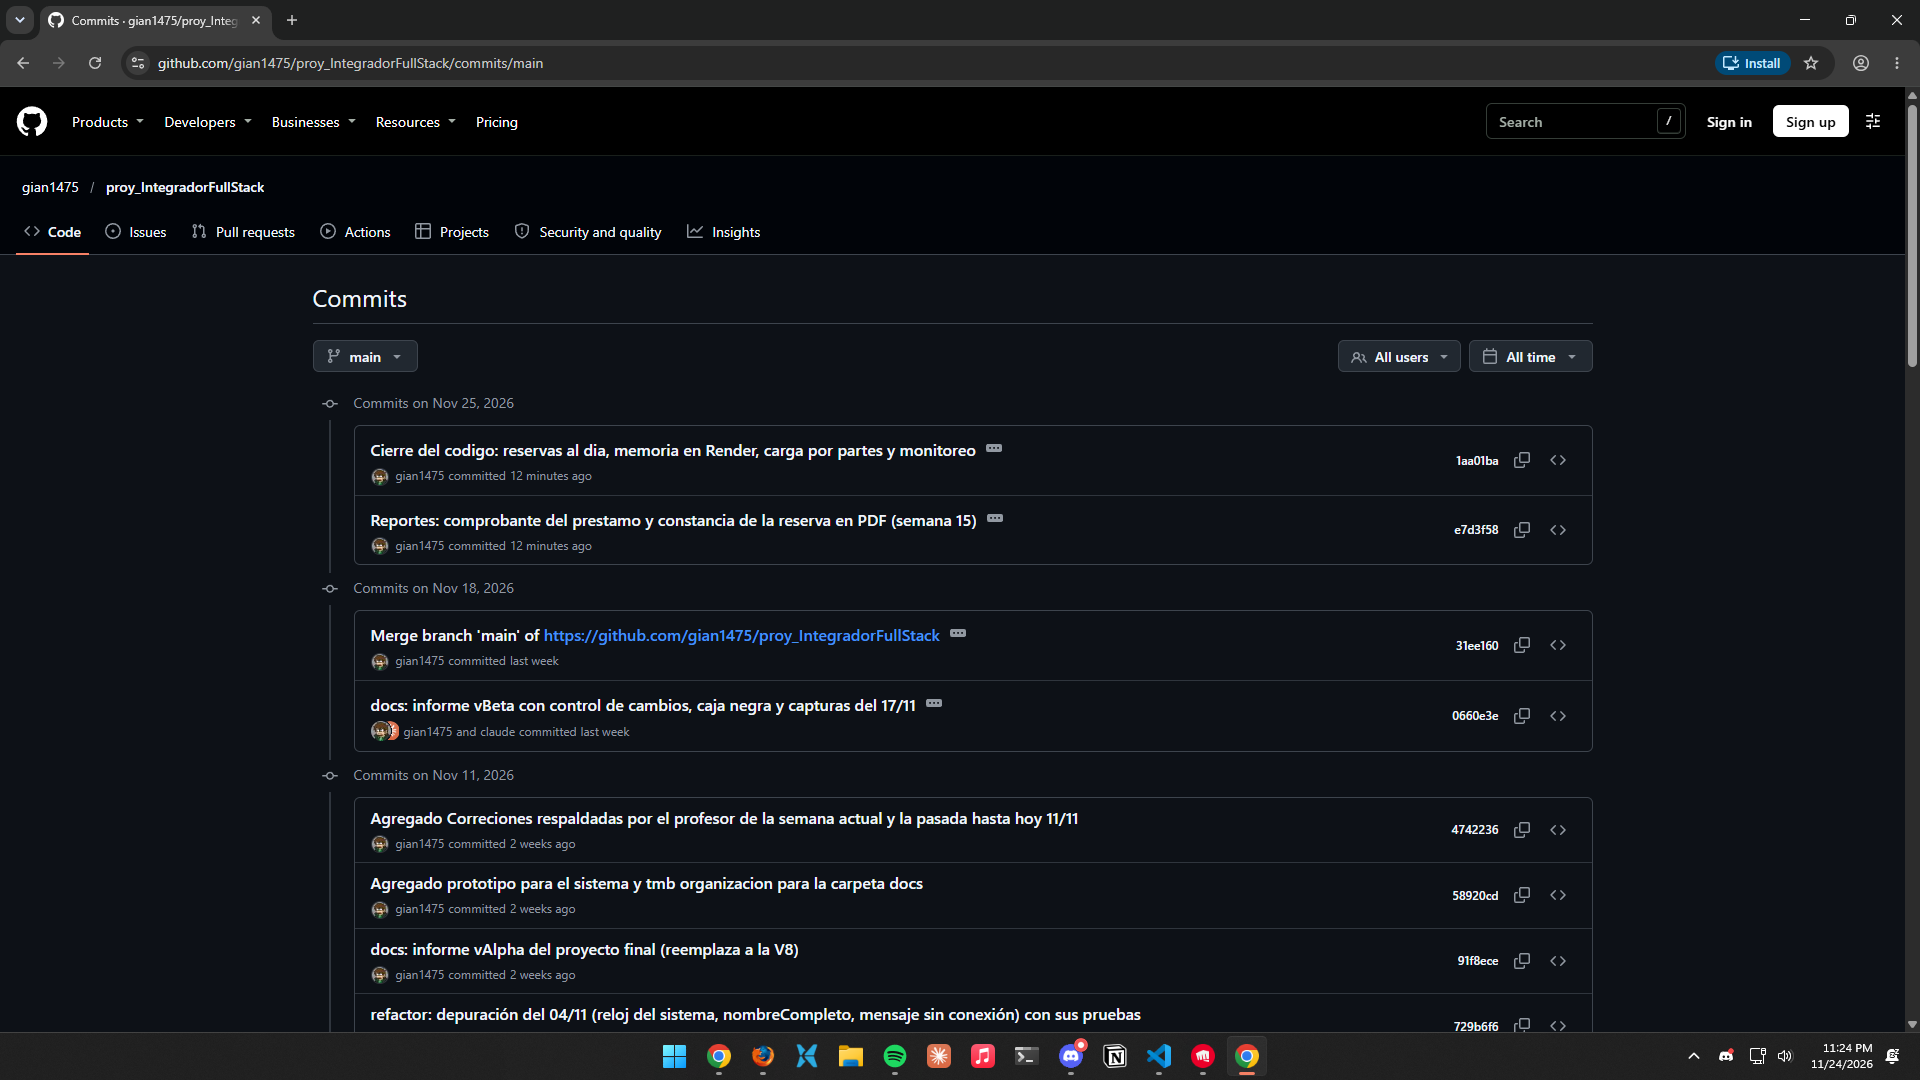 Commits · gian1475/proy_Integ
github.com/gian1475/proy_IntegradorFullStack/commits/main
Install
Products
Developers
Businesses
Resources
Pricing
Search
/
Sign in
Sign up
gian1475 / proy_IntegradorFullStack
Code
Issues
Pull requests
Actions
Projects
Security and quality
Insights
Commits
main
All users
All time
Commits on Nov 25, 2026
Cierre del codigo: reservas al dia, memoria en Render, carga por partes y monitoreo
gian1475 committed 12 minutes ago
1aa01ba
Reportes: comprobante del prestamo y constancia de la reserva en PDF (semana 15)
gian1475 committed 12 minutes ago
e7d3f58
Commits on Nov 18, 2026
Merge branch 'main' of https://github.com/gian1475/proy_IntegradorFullStack
gian1475 committed last week
31ee160
docs: informe vBeta con control de cambios, caja negra y capturas del 17/11
gian1475 and claude committed last week
0660e3e
Commits on Nov 11, 2026
Agregado Correciones respaldadas por el profesor de la semana actual y la pasada hasta hoy 11/11
gian1475 committed 2 weeks ago
4742236
Agregado prototipo para el sistema y tmb organizacion para la carpeta docs
gian1475 committed 2 weeks ago
58920cd
docs: informe vAlpha del proyecto final (reemplaza a la V8)
gian1475 committed 2 weeks ago
91f8ece
refactor: depuración del 04/11 (reloj del sistema, nombreCompleto, mensaje sin conexión) con sus pruebas
729b6f6
11:24 PM
11/24/2026